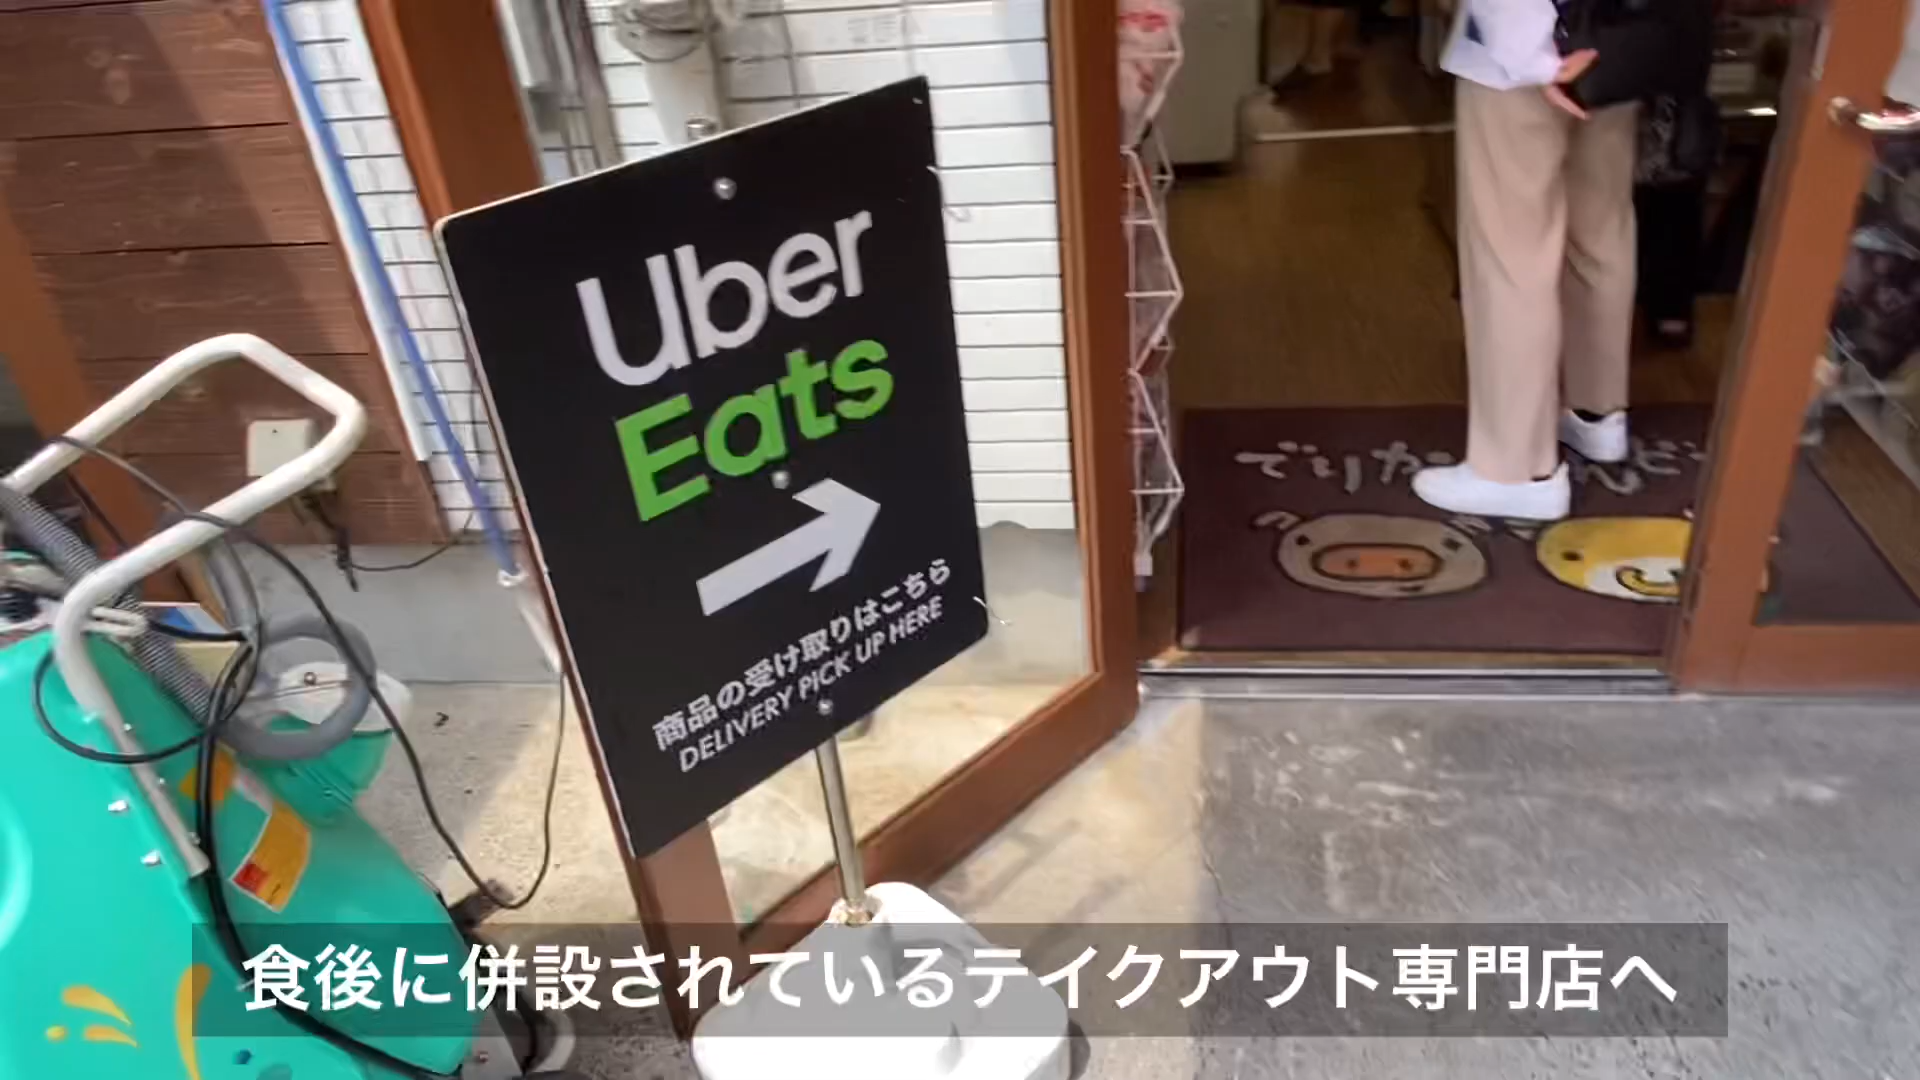 Uber
Eats
商品の受け取りはこちら
DELIVERY PICK UP HERE
食後に併設されているテイクアウト専門店へ